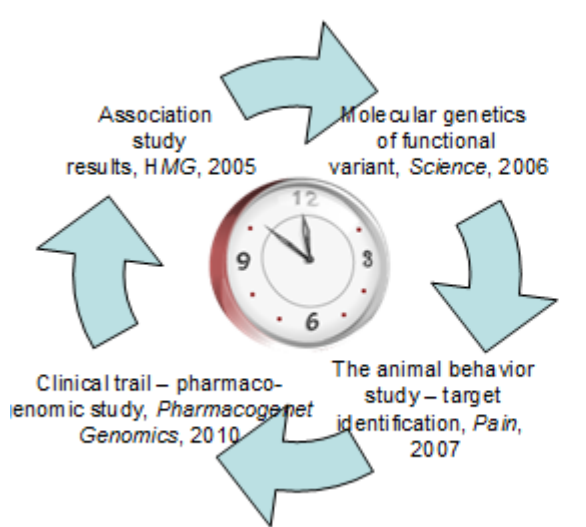 Association
study
results, HMG, 2005
Molecular genetics
of functional
variant, Science, 2006
12
9
3
6
The animal behavior
study – target
identification, Pain,
2007
Clinical trail – pharmaco-
enomic study, Pharmacogenet
Genomics, 2010